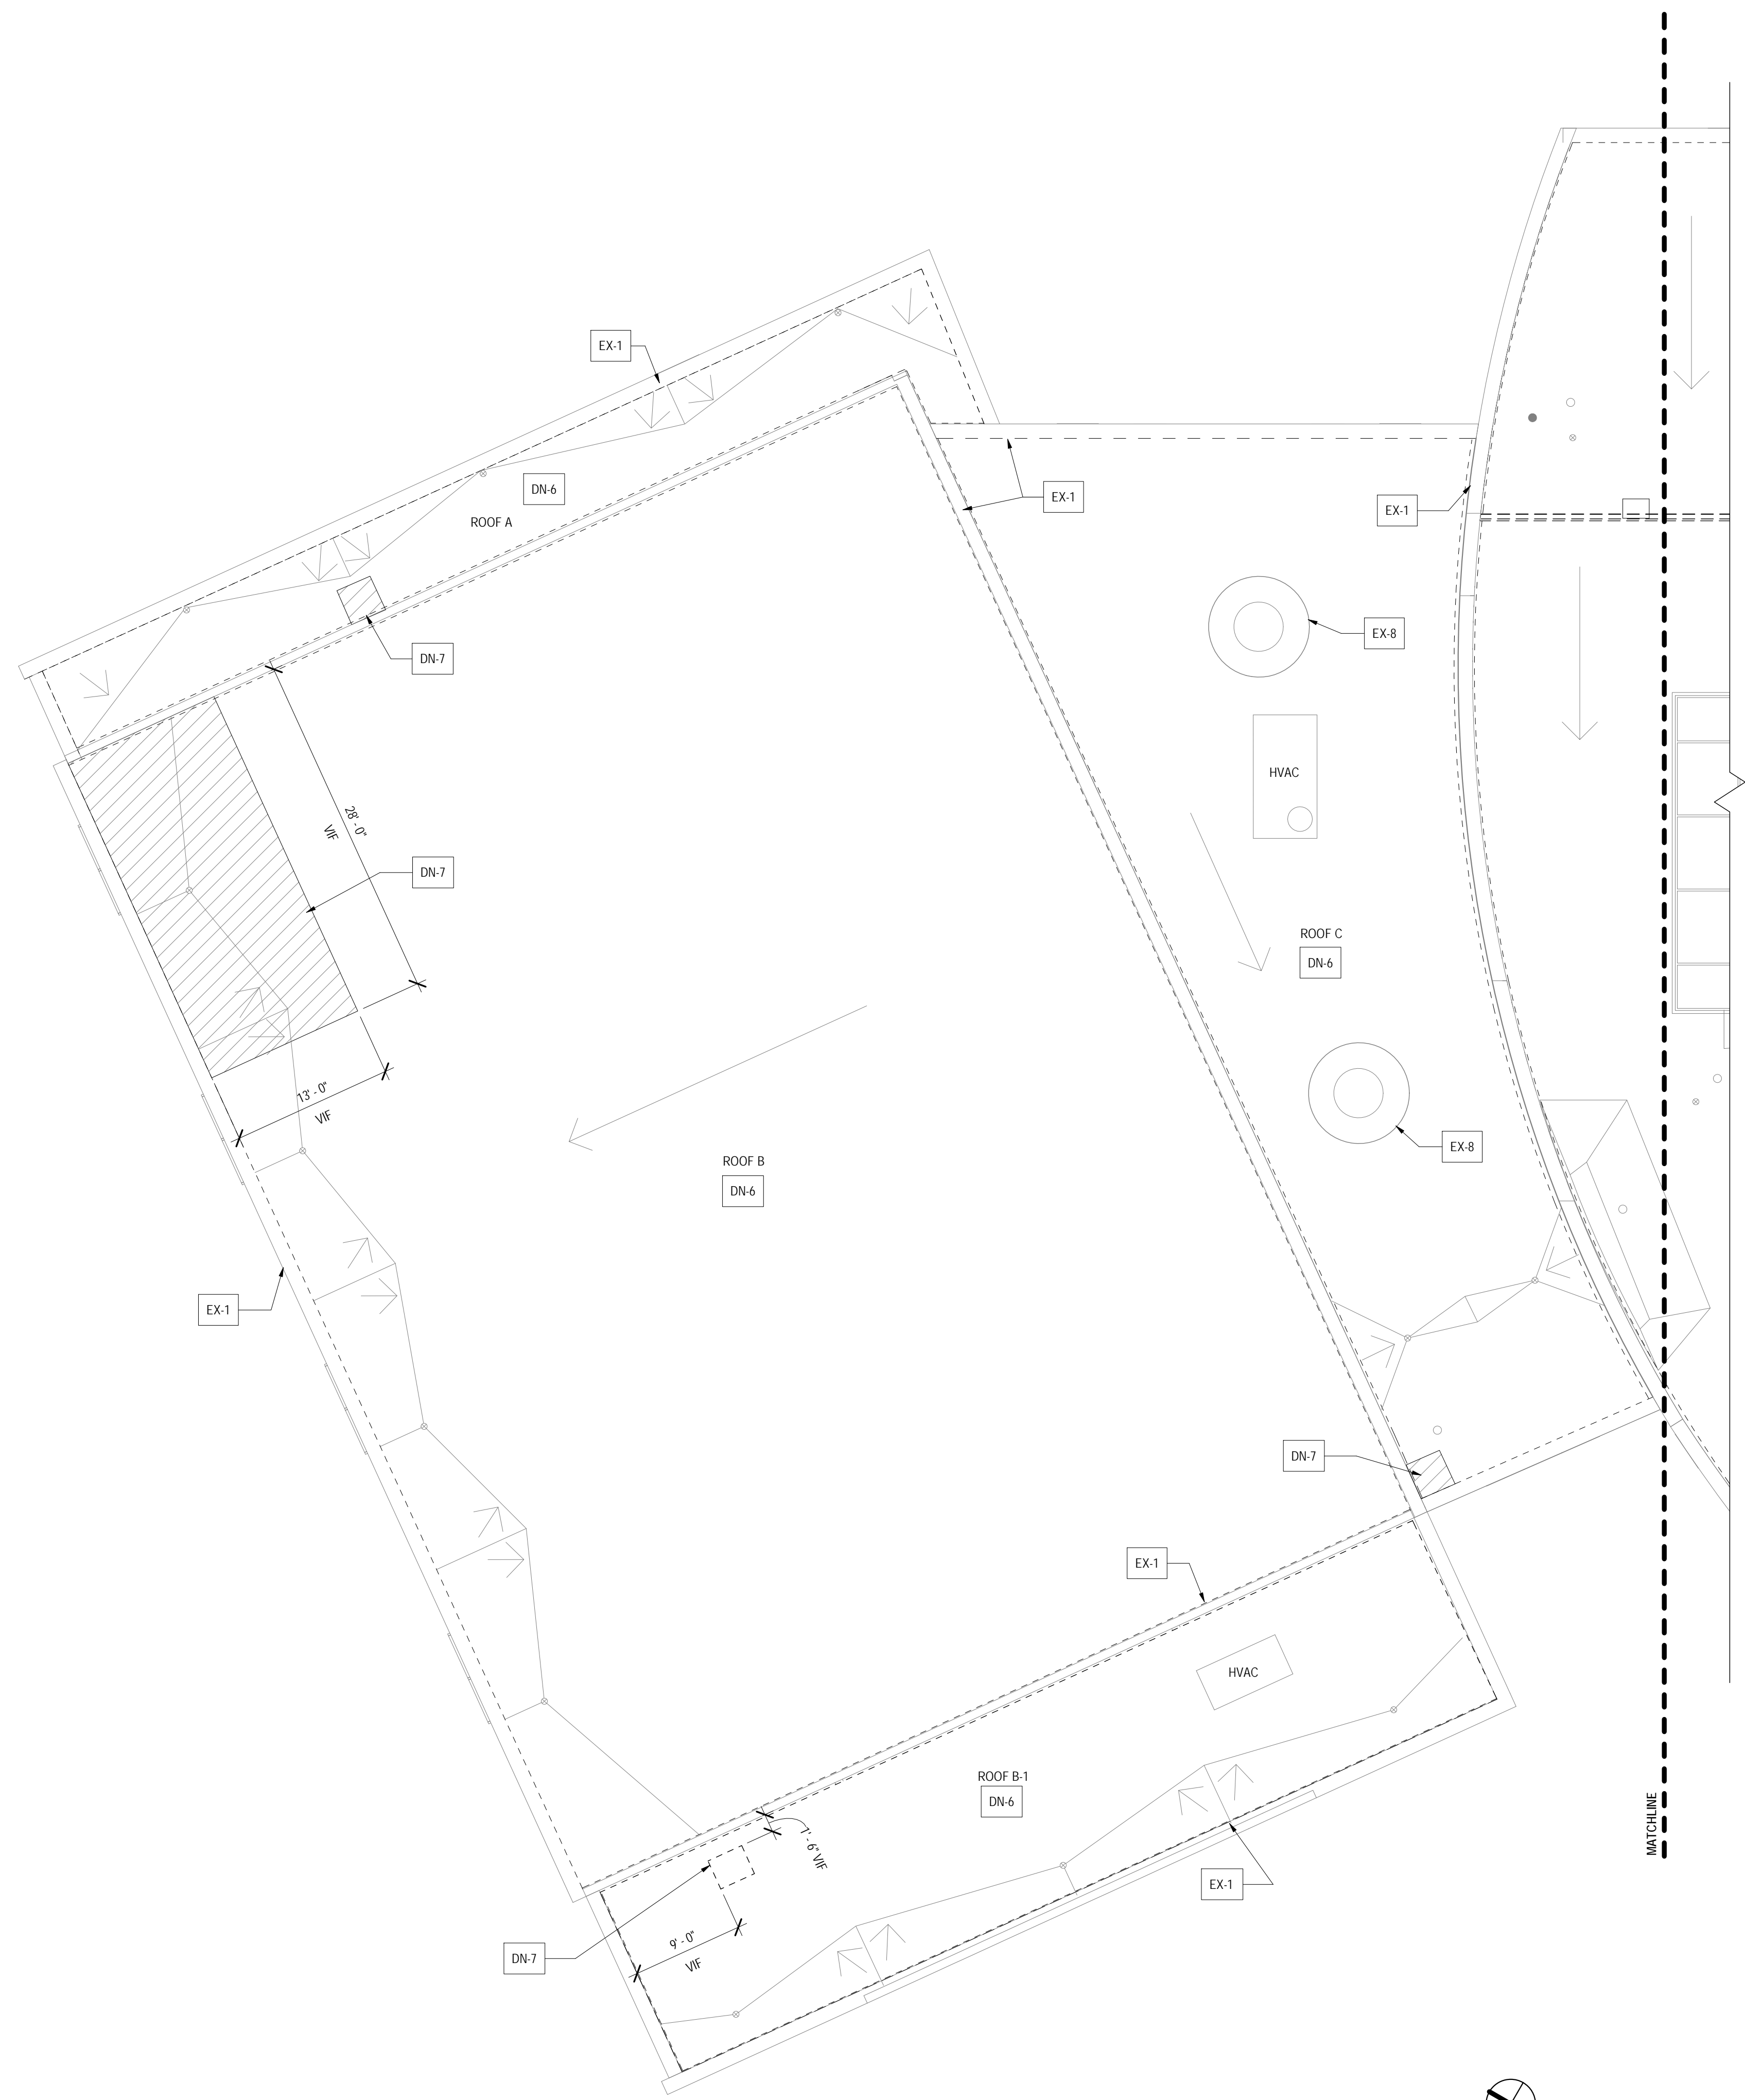 EX-1
DN-6
ROOF A
EX-1
EX-1
EX-8
DN-7
HVAC
28' - 0"
VIF
DN-7
ROOF C
DN-6
13' - 0"
VIF
EX-8
ROOF B
DN-6
EX-1
DN-7
EX-1
HVAC
ROOF B-1
DN-6
MATCHLINE
1' - 6" VIF
EX-1
9' - 0"
VIF
DN-7